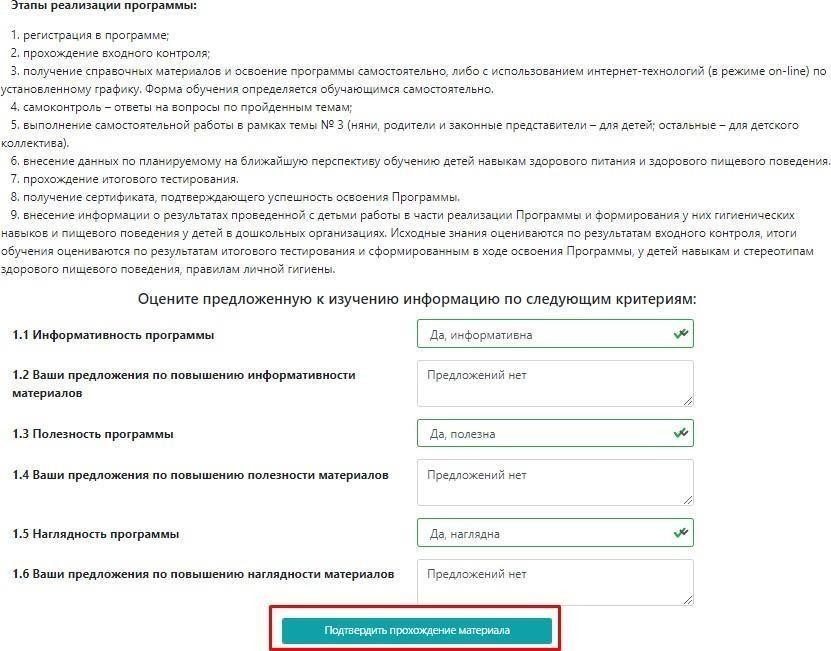 Этапы реализации программы:
1. регистрация в программе;
2. прохождение входного контроля;
3. получение справочных материалов и освоение программы самостоятельно, либо с использованием интернет-технологий (в режиме on-line) по
установленному графику. Форма обучения определяется обучающимся самостоятельно.
4. самоконтроль – ответы на вопросы по пройденным темам;
5. выполнение самостоятельной работы в рамках темы № 3 (няни, родители и законные представители – для детей; остальные – для детского
коллектива).
6. внесение данных по планируемому на ближайшую перспективу обучению детей навыкам здорового питания и здорового пищевого поведения.
7. прохождение итогового тестирования.
8. получение сертификата, подтверждающего успешность освоения Программы.
9. внесение информации о результатах проведенной с детьми работы в части реализации Программы и формирования у них гигиенических
навыков и пищевого поведения у детей в дошкольных организациях. Исходные знания оцениваются по результатам входного контроля, итоги
обучения оцениваются по результатам итогового тестирования и сформированным в ходе освоения Программы, у детей навыкам и стереотипам
здорового пищевого поведения, правилам личной гигиены.
Оцените предложенную к изучению информацию по следующим критериям:
1.1 Информативность программы
Да, информативна
1.2 Ваши предложения по повышению информативности
материалов
Предложений нет
1.3 Полезность программы
Да, полезна
1.4 Ваши предложения по повышению полезности материалов
Предложений нет
1.5 Наглядность программы
Да, наглядна
1.6 Ваши предложения по повышению наглядности материалов
Предложений нет
Подтвердить прохождение материала